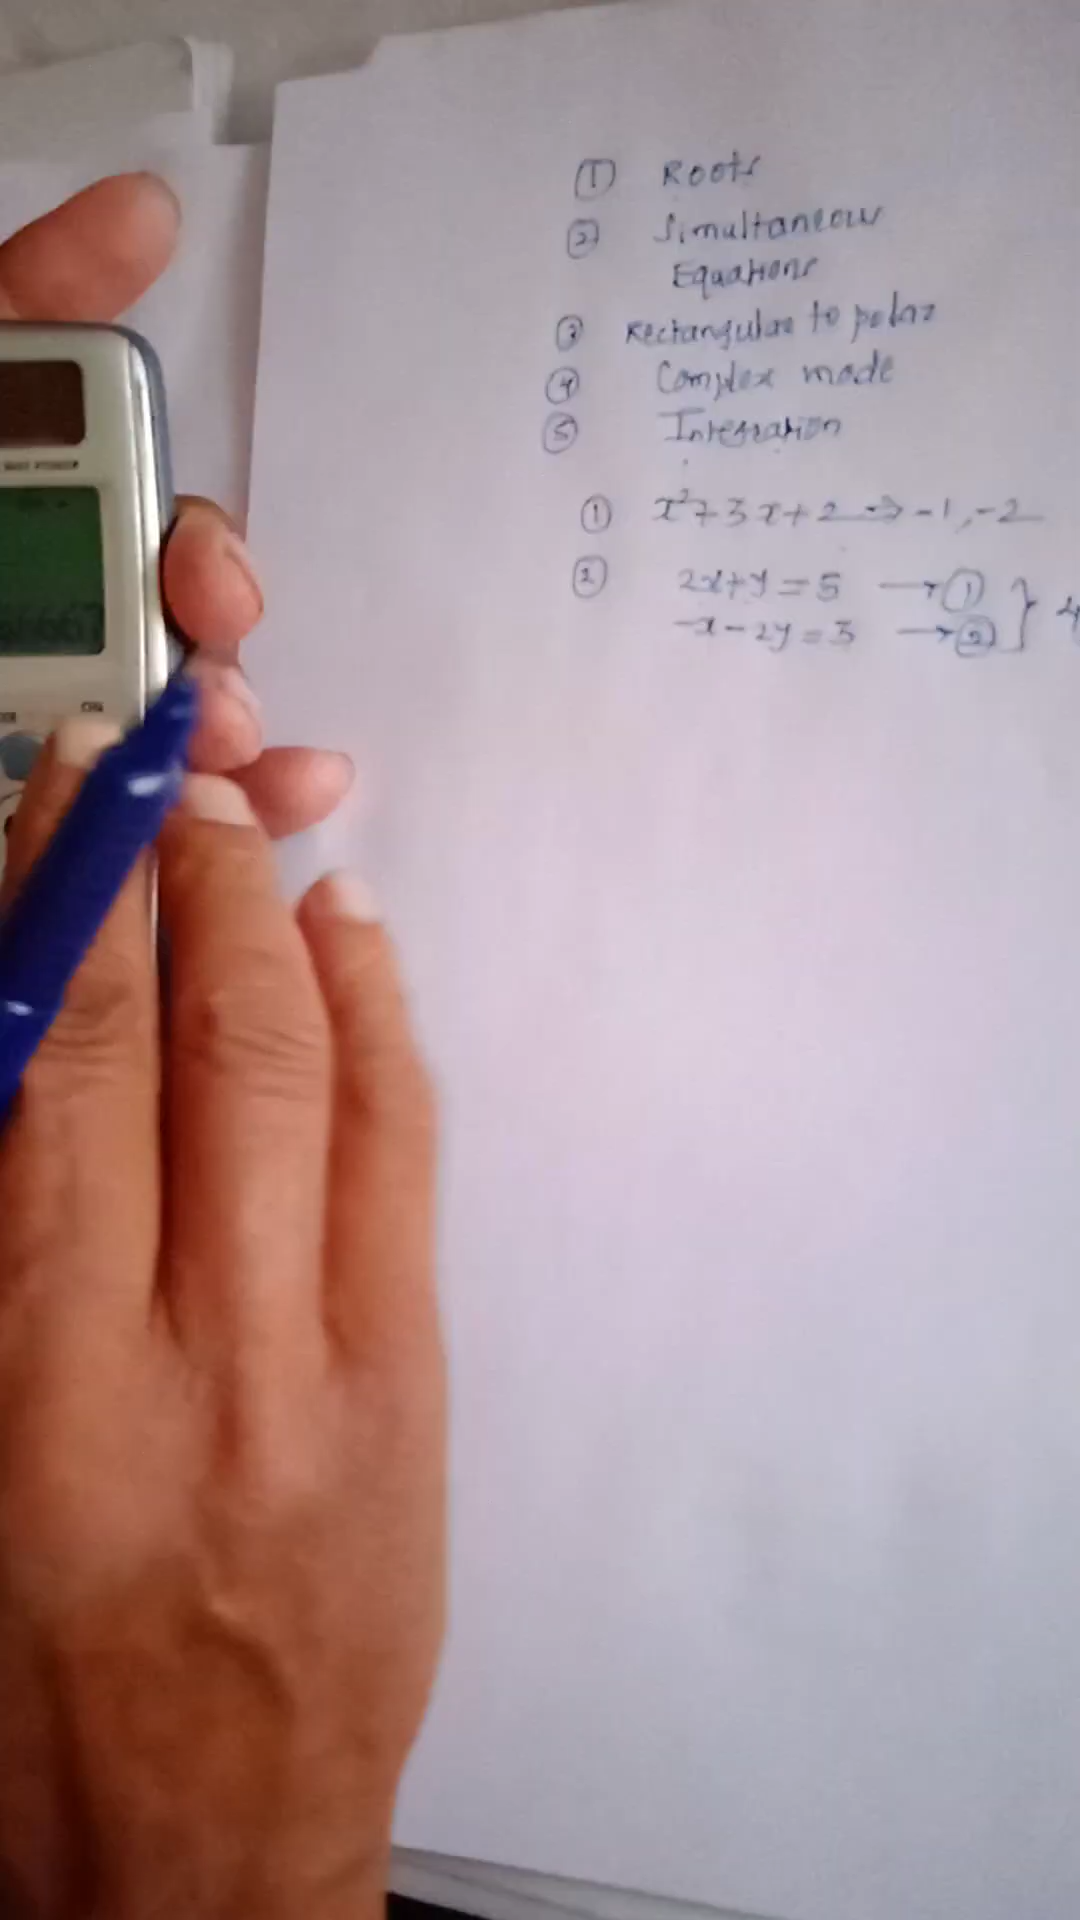 ① Roots
② Simultaneous
Equations
③ Rectangular to polar
④ Complex mode
⑤ Integration
① x²+3x+2 → -1,-2
② 2x+y=5 → ①
-x-2y=3 → ②
ON